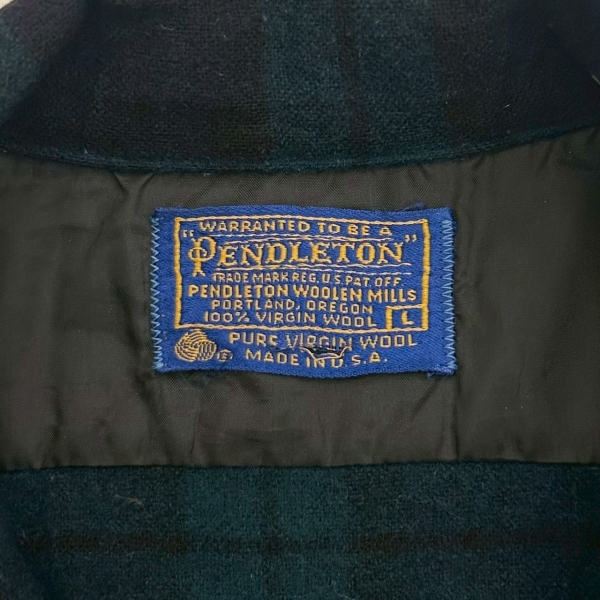 WARRANTED TO BE A
"PENDLETON"
TRADE MARK REG. U.S. PAT. OFF.
PENDLETON WOOLEN MILLS
PORTLAND, OREGON
100% VIRGIN WOOL L
PURE VIRGIN WOOL
MADE IN U.S.A.